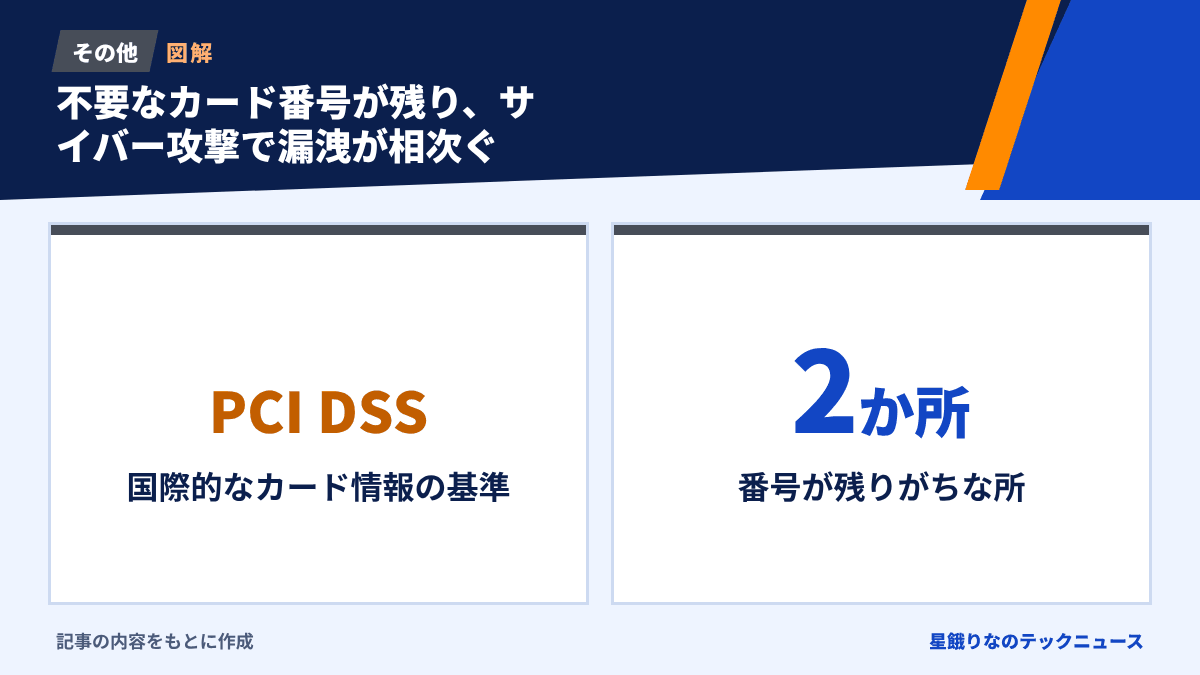 その他 図解
不要なカード番号が残り、サ
イバー攻撃で漏洩が相次ぐ
PCI DSS
国際的なカード情報の基準
2か所
番号が残りがちな所
記事の内容をもとに作成
星餓りなのテックニュース